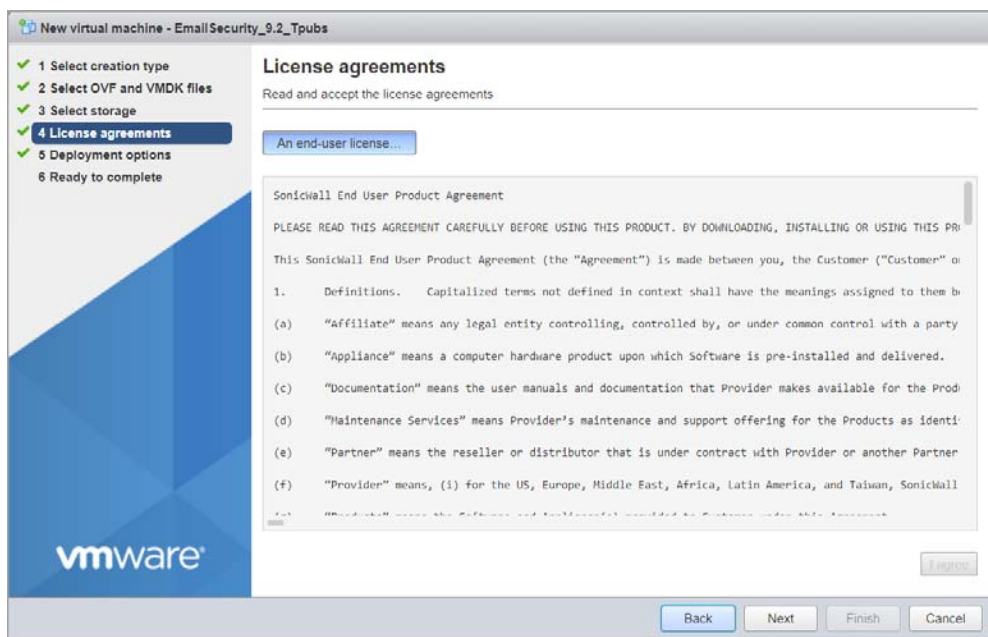 New virtual machine - EmailSecurity_9.2_Tpubs
1 Select creation type
2 Select OVF and VMDK files
3 Select storage
4 License agreements
5 Deployment options
6 Ready to complete
License agreements
Read and accept the license agreements
An end-user license...
SonicWall End User Product Agreement
PLEASE READ THIS AGREEMENT CAREFULLY BEFORE USING THIS PRODUCT. BY DOWNLOADING, INSTALLING OR USING THIS
This SonicWall End User Product Agreement (the "Agreement") is made between you, the Customer ("Customer"
1. Definitions. Capitalized terms not defined in context shall have the meanings assigned to them
(a) “Affiliate” means any legal entity controlling, controlled by, or under common control with a party
(b) “Appliance” means a computer hardware product upon which Software is pre-installed and delivered.
(c) “Documentation” means the user manuals and documentation that Provider makes available for the
(d) “Maintenance Services” means Provider’s maintenance and support offering for the Products as
(e) “Partner” means the reseller or distributor that is under contract with Provider or another Partner
(f) “Provider” means, (i) for the US, Europe, Middle East, Africa, Latin America, and Taiwan, SonicWall
vmware
I agree
Back
Next
Finish
Cancel